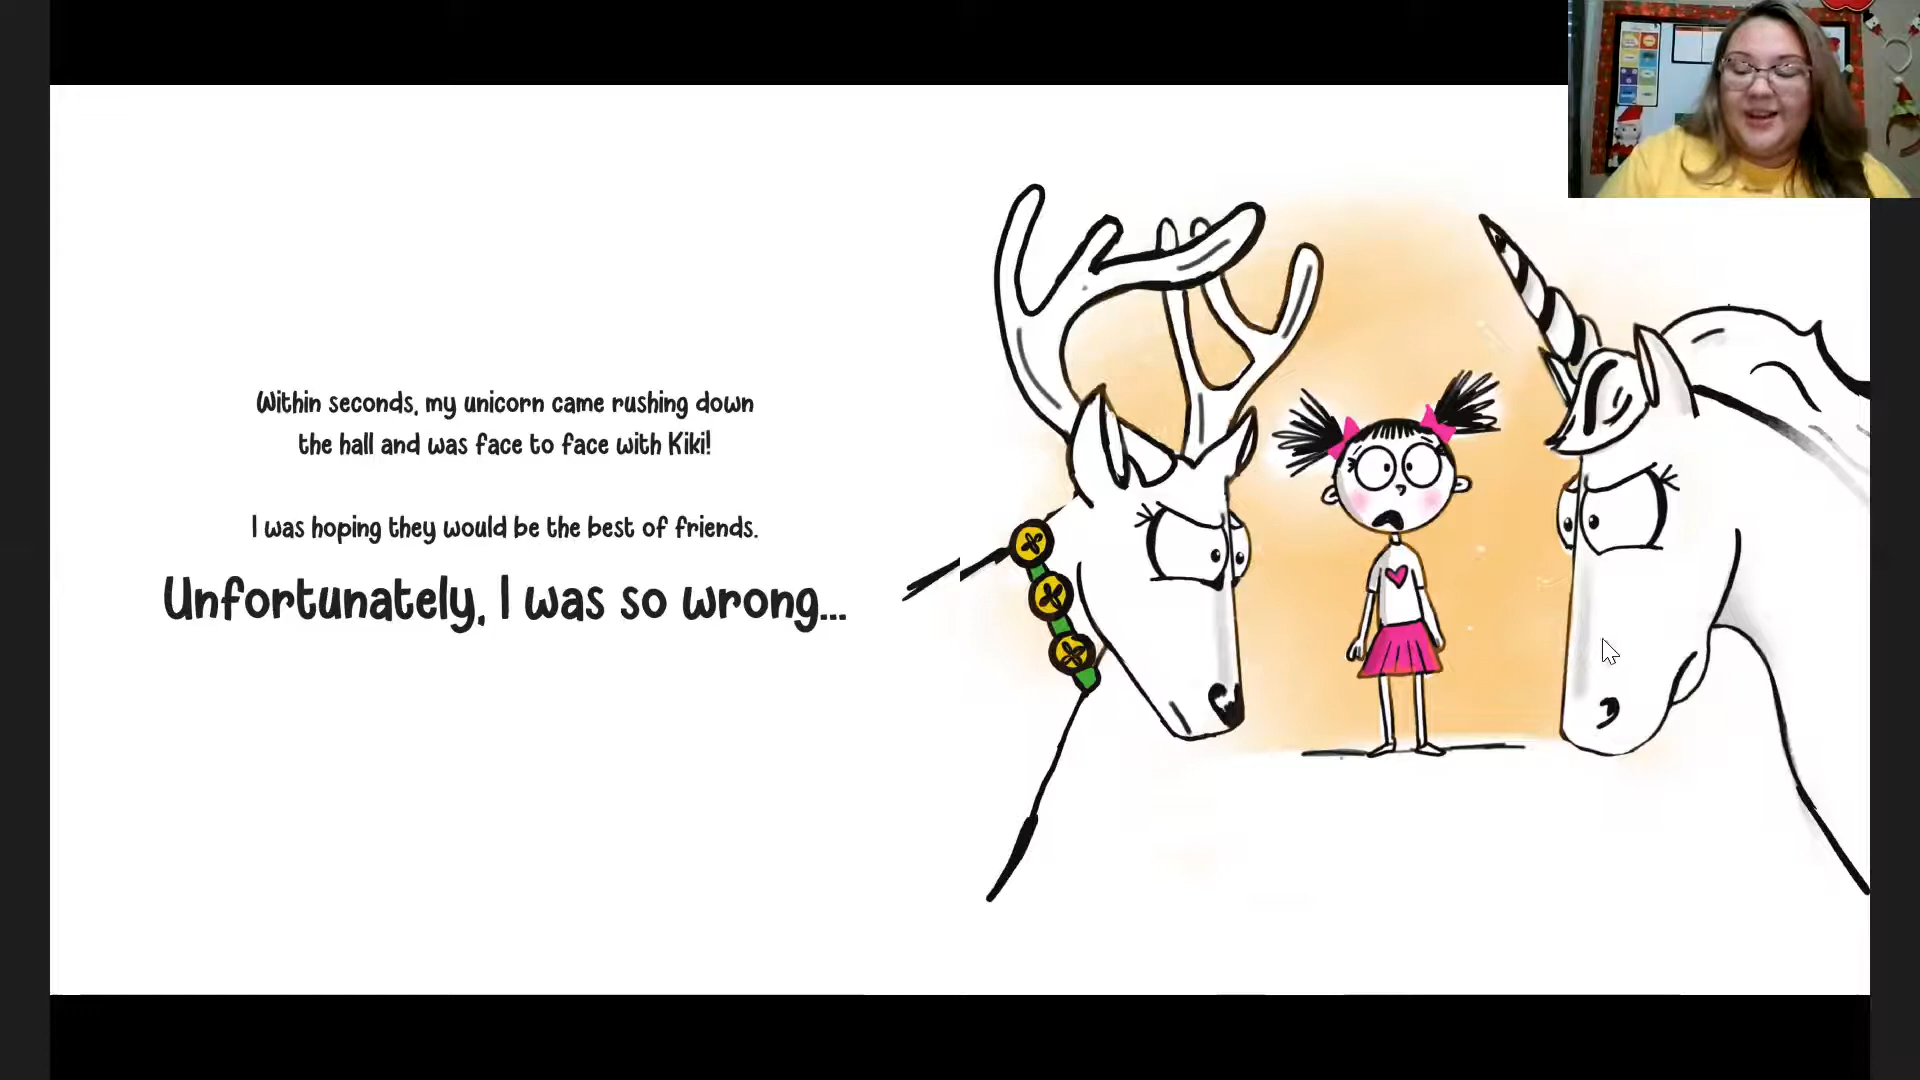 Within seconds, my unicorn came rushing down
the hall and was face to face with Kiki!
I was hoping they would be the best of friends.
Unfortunately, I was so wrong...